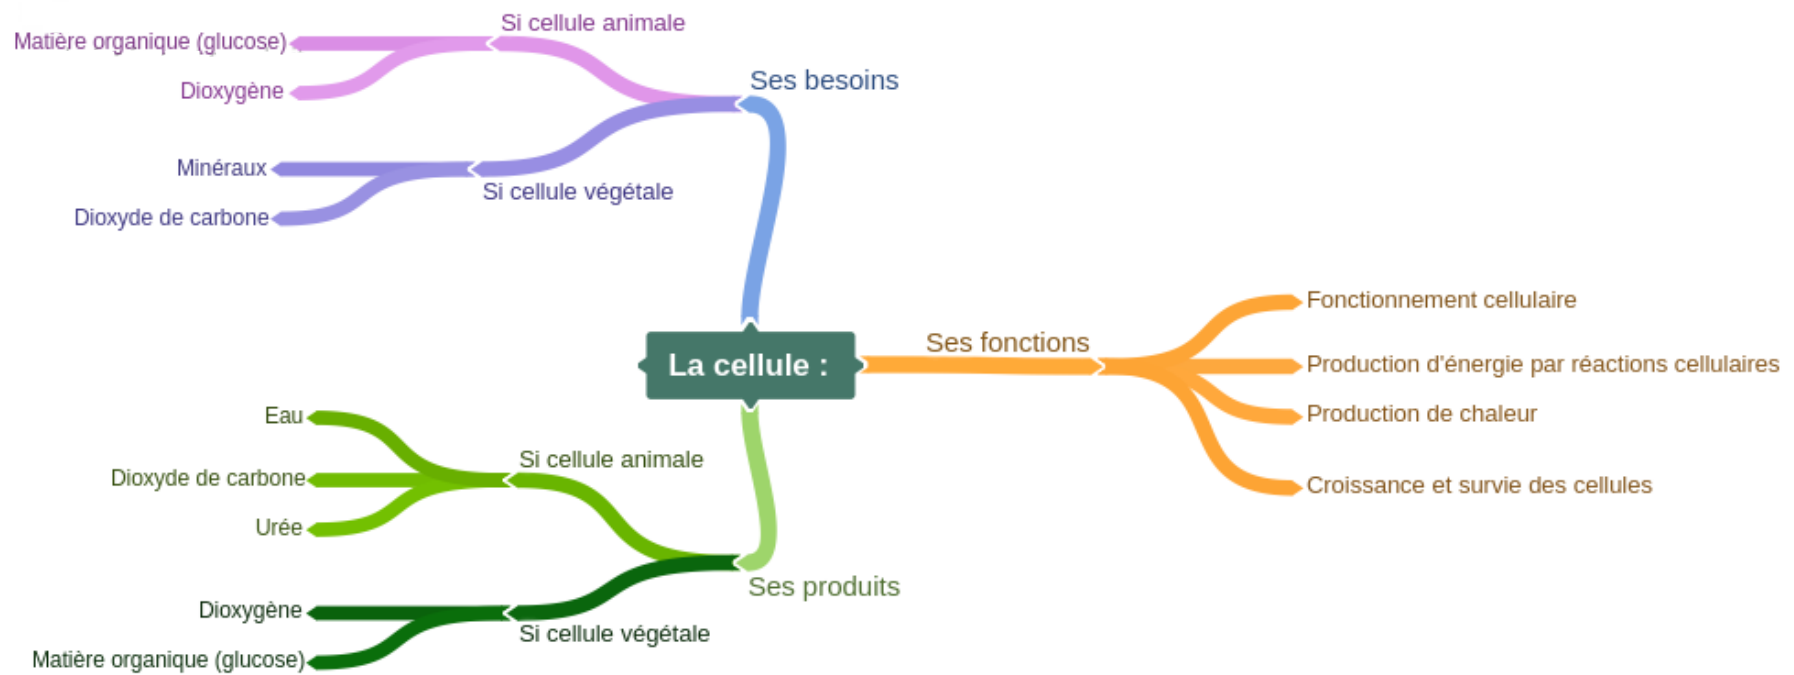 Si cellule animale
Matière organique (glucose)
Dioxygène
Ses besoins
Minéraux
Si cellule végétale
Dioxyde de carbone
La cellule :
Ses fonctions
Fonctionnement cellulaire
Production d'énergie par réactions cellulaires
Production de chaleur
Croissance et survie des cellules
Eau
Si cellule animale
Dioxyde de carbone
Urée
Ses produits
Dioxygène
Si cellule végétale
Matière organique (glucose)